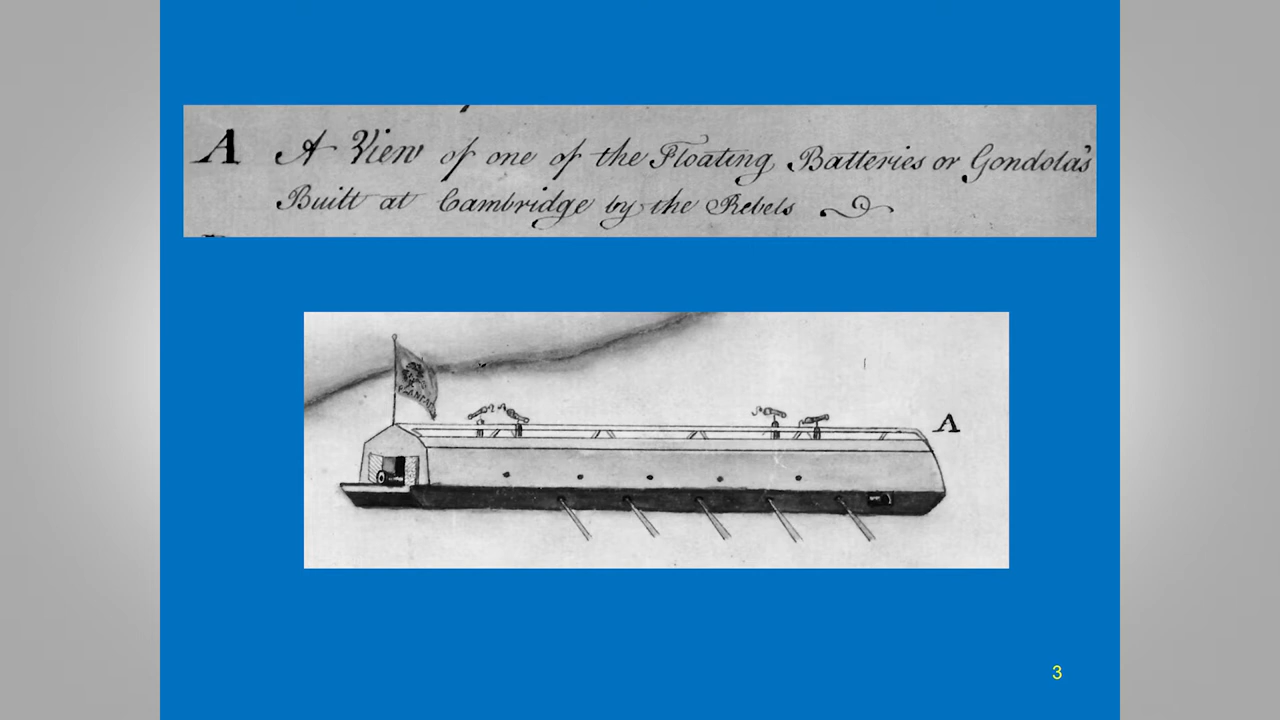 A A View of one of the Floating Batteries or Gondola's
Built at Cambridge by the Rebels
A
3